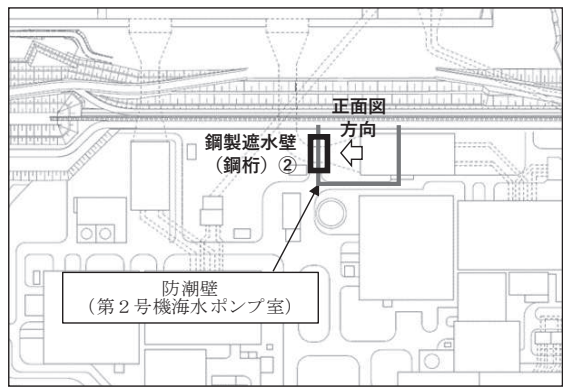 正面図
方向
鋼製遮水壁
（鋼桁）②
防潮壁
（第２号機海水ポンプ室）